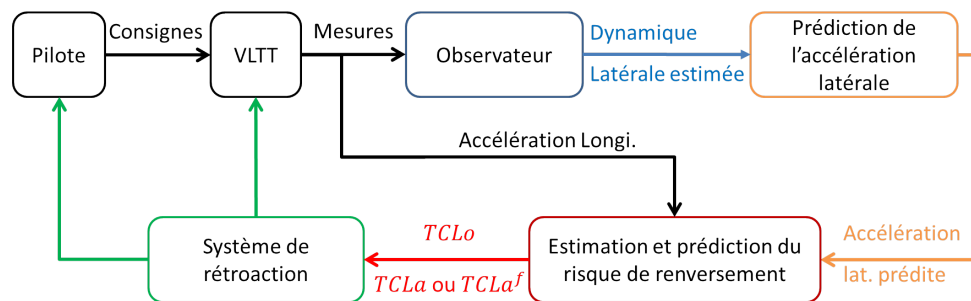 Pilote
Consignes
VLTT
Mesures
Observateur
Dynamique
Latérale estimée
Prédiction de
l'accélération
latérale
Accélération Longi.
Système de
rétroaction
TCLo
TCLa ou TCLa^f
Estimation et prédiction du
risque de renversement
Accélération
lat. prédite